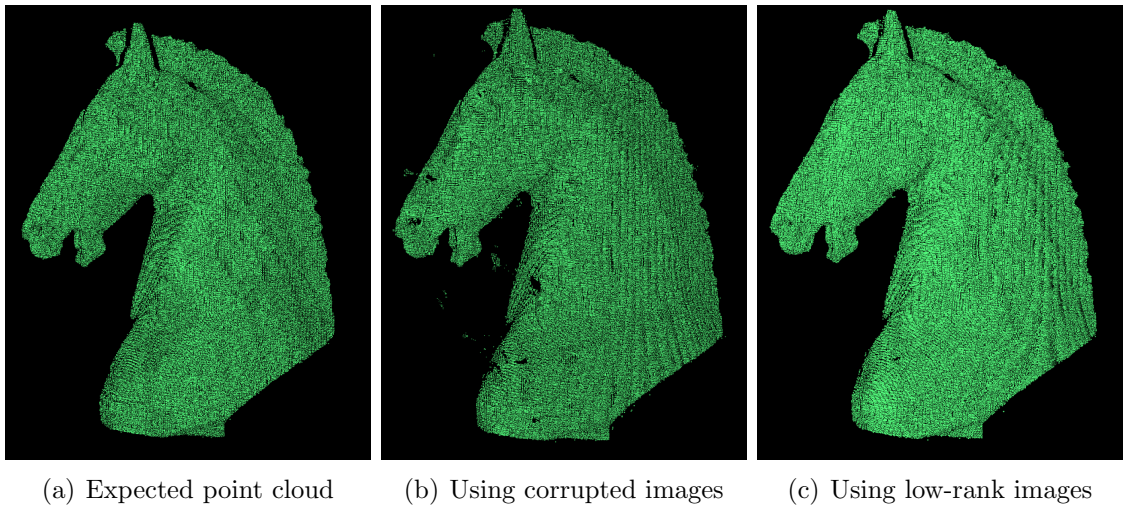 (a) Expected point cloud
(b) Using corrupted images
(c) Using low-rank images